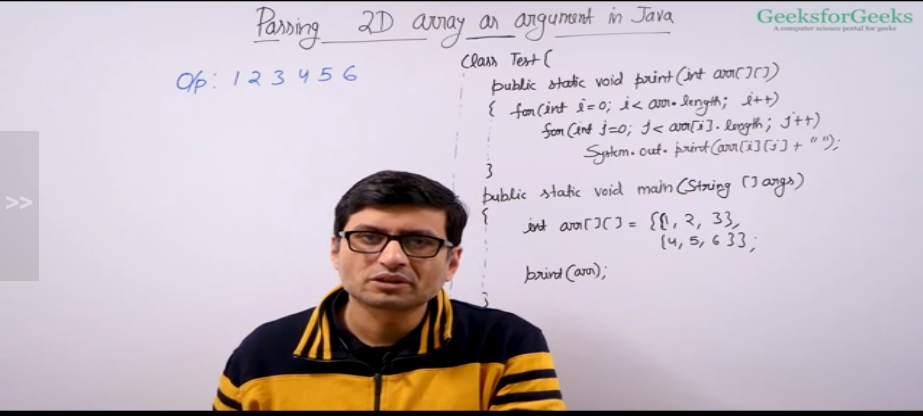 Passing 2D array as argument in Java
GeeksforGeeks
A computer science portal for geeks
O/p: 1 2 3 4 5 6
class Test{
public static void print(int arr[][])
{ for(int i=0; i<arr.length; i++)
for(int j=0; j<arr[i].length; j++)
System.out.print(arr[i][j] + " ");
}
public static void main(String []args)
{
int arr[][] = {{1, 2, 3},
{4, 5, 6}};
print(arr);
}
>>